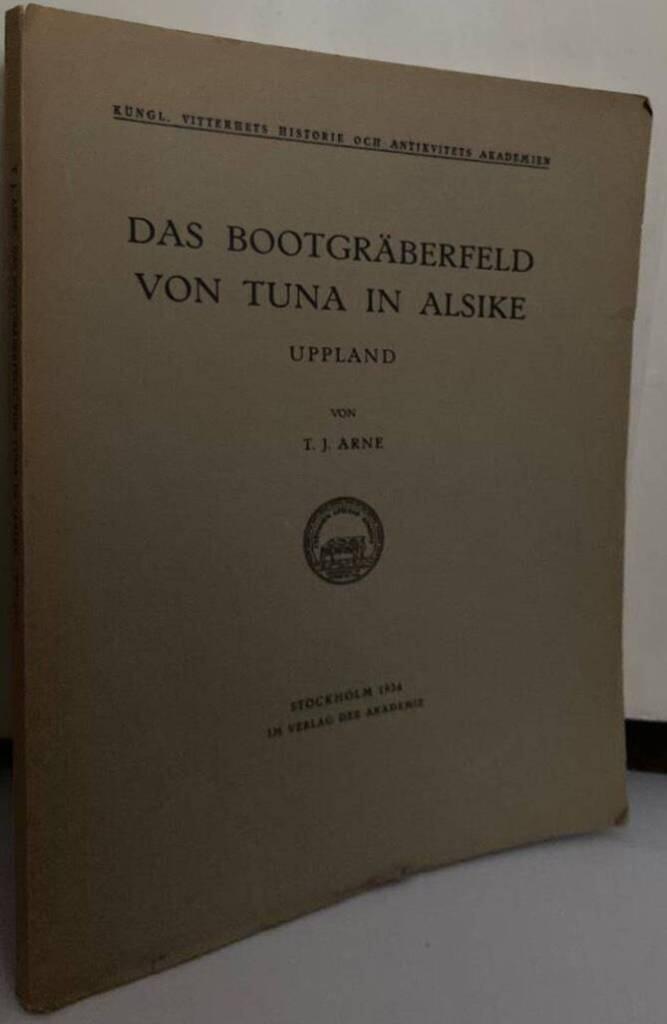 KUNGL. VITTERHETS HISTORIE OCH ANTIKVITETS AKADEMIEN
DAS BOOTGRÄBERFELD
VON TUNA IN ALSIKE
UPPLAND
VON
T. J. ARNE
STOCKHOLM 1934
IM VERLAG DER AKADEMIE
T. J. ARNE